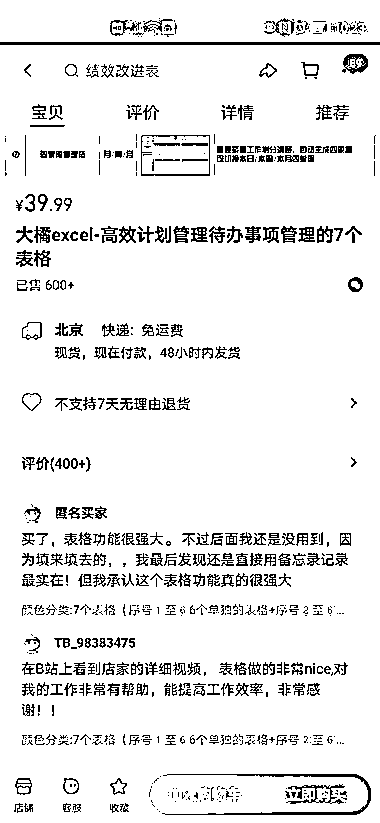 绩效改进表
宝贝
评价
详情
推荐
¥39.99
大橘excel-高效计划管理待办事项管理的7个
表格
已售 600+
北京 快递：免运费
现货，现在付款，48小时内发货
不支持7天无理由退货
评价(400+)
匿名买家
买了，表格功能很强大。不过后面我还是没用到，因
为填来填去的，，我最后发现还是直接用备忘录记录
最实在！但我承认这个表格功能真的很强大
颜色分类:7个表格（序号1至6 6个单独的表格+序号2至6'...
TB_98383475
在B站上看到店家的详细视频，表格做的非常nice,对
我的工作非常有帮助，能提高工作效率，非常感
谢！！
颜色分类:7个表格（序号1至6 6个单独的表格+序号2至6'...
店铺
客服
收藏
立即购买